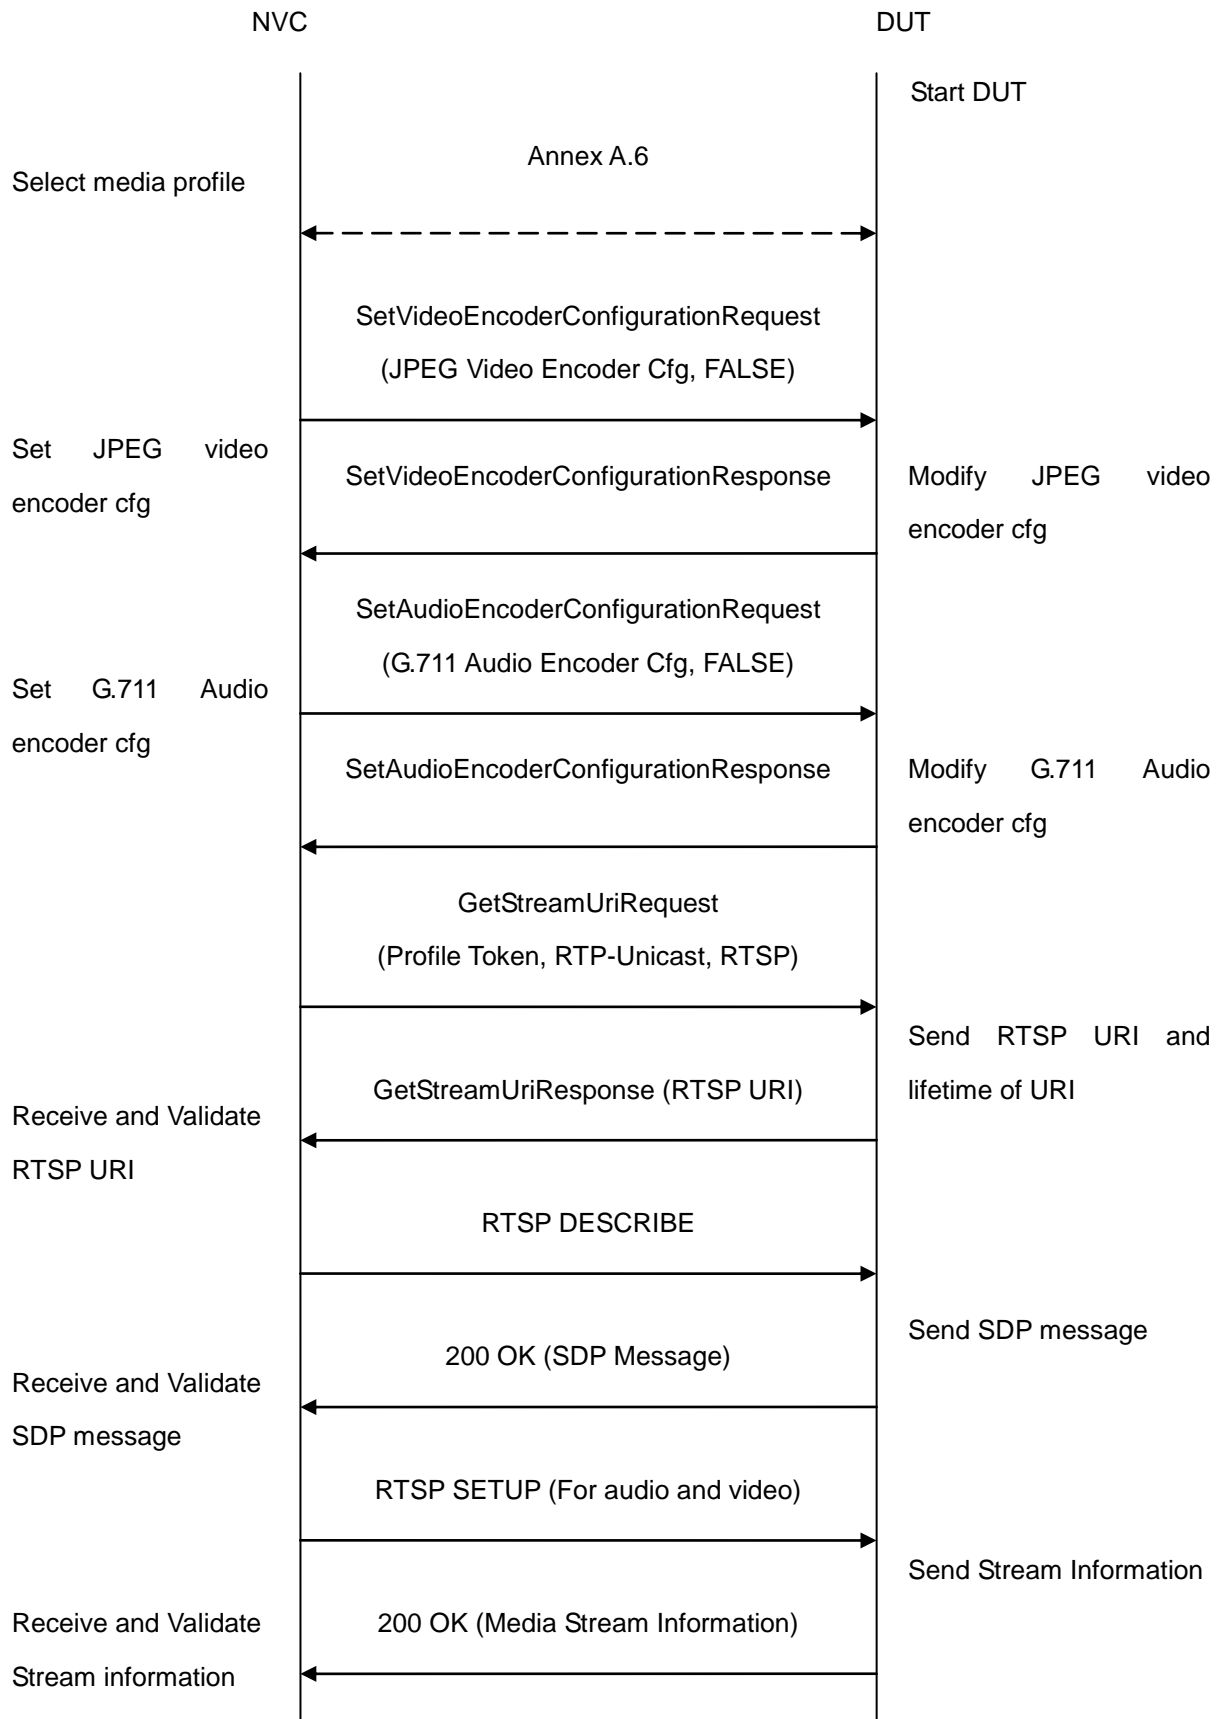 NVC
DUT
Start DUT
Annex A.6
Select media profile
SetVideoEncoderConfigurationRequest
(JPEG Video Encoder Cfg, FALSE)
Set JPEG video
encoder cfg
SetVideoEncoderConfigurationResponse
Modify JPEG video
encoder cfg
SetAudioEncoderConfigurationRequest
(G.711 Audio Encoder Cfg, FALSE)
Set G.711 Audio
encoder cfg
SetAudioEncoderConfigurationResponse
Modify G.711 Audio
encoder cfg
GetStreamUriRequest
(Profile Token, RTP-Unicast, RTSP)
Send RTSP URI and
lifetime of URI
GetStreamUriResponse (RTSP URI)
Receive and Validate
RTSP URI
RTSP DESCRIBE
Send SDP message
200 OK (SDP Message)
Receive and Validate
SDP message
RTSP SETUP (For audio and video)
Send Stream Information
Receive and Validate
Stream information
200 OK (Media Stream Information)